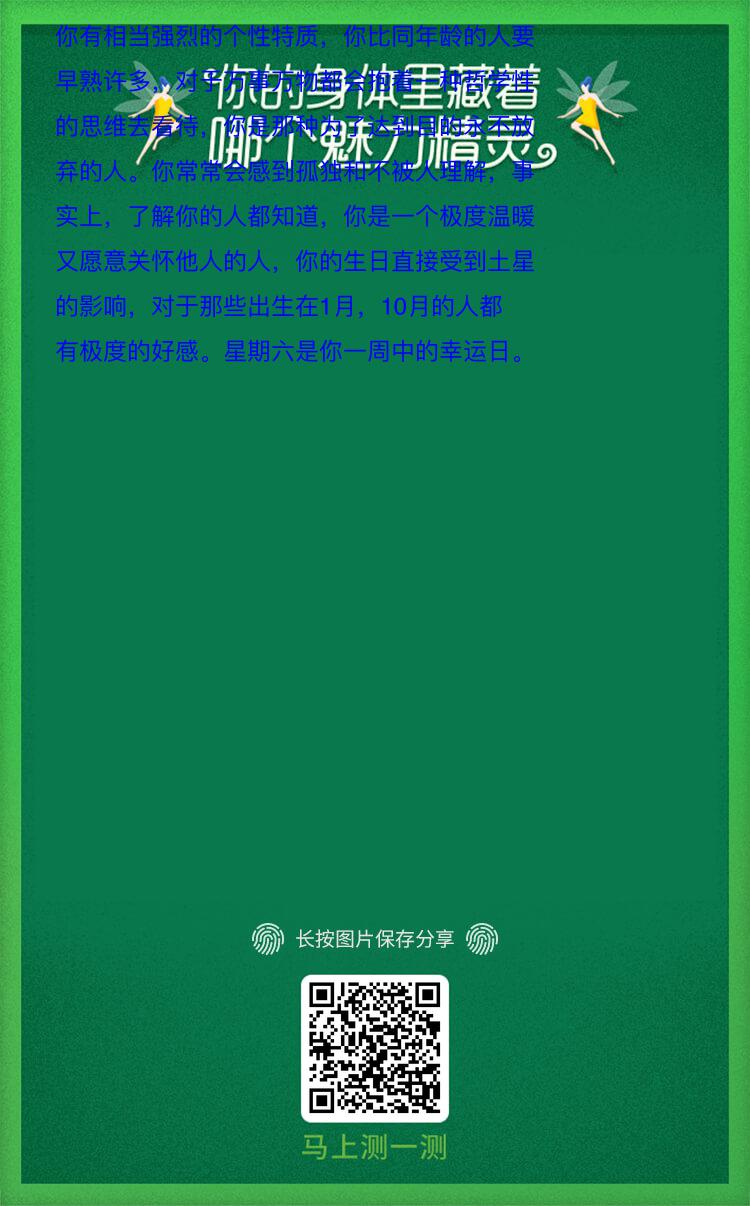 你有相当强烈的个性特质，你比同年龄的人要
早熟许多，对于万事万物都会抱着一种哲学性
你的身体里藏着
的思维去看待，你是那种为了达到目的永不放
哪个魅力精灵
弃的人。你常常会感到孤独和不被人理解，事
实上，了解你的人都知道，你是一个极度温暖
又愿意关怀他人的人，你的生日直接受到土星
的影响，对于那些出生在1月，10月的人都
有极度的好感。星期六是你一周中的幸运日。
长按图片保存分享
马上测一测